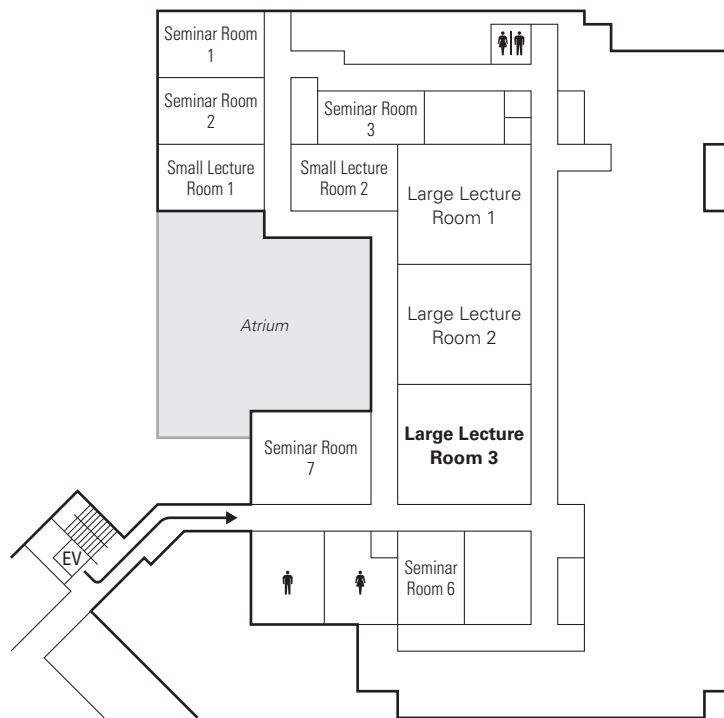 Seminar Room
1
Seminar Room
2
Seminar Room
3
Small Lecture
Room 1
Small Lecture
Room 2
Large Lecture
Room 1
Atrium
Large Lecture
Room 2
Large Lecture
Room 3
Seminar Room
7
EV
Seminar
Room 6